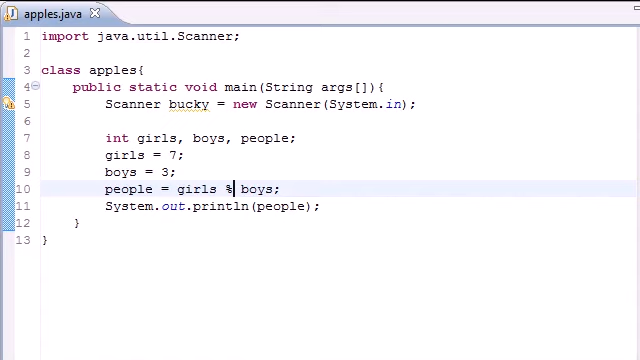 apples.java
1 import java.util.Scanner;
2
3 class apples{
4     public static void main(String args[]){
5         Scanner bucky = new Scanner(System.in);
6
7         int girls, boys, people;
8         girls = 7;
9         boys = 3;
10         people = girls % boys;
11         System.out.println(people);
12     }
13 }